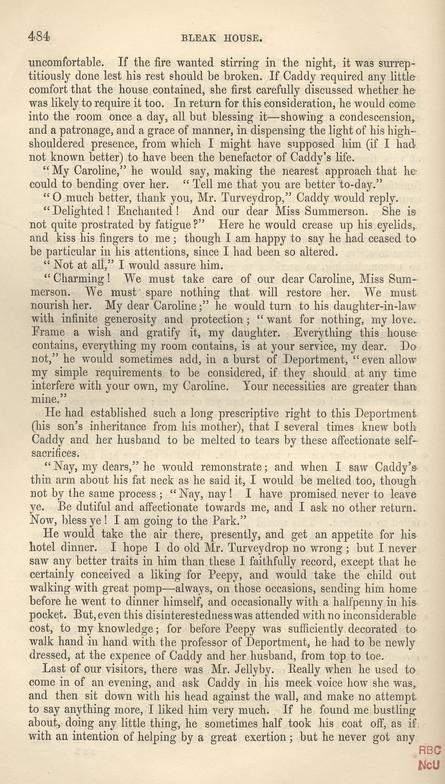 484 BLEAK HOUSE.
uncomfortable. If the fire wanted stirring in the night, it was surrep-
titiously done lest his rest should be broken. If Caddy required any little
comfort that the house contained, she first carefully discussed whether he
was likely to require it too. In return for this consideration, he would come
into the room once a day, all but blessing it—showing a condescension,
and a patronage, and a grace of manner, in dispensing the light of his high-
shouldered presence, from which I might have supposed him (if I had
not known better) to have been the benefactor of Caddy's life.
"My Caroline," he would say, making the nearest approach that he
could to bending over her. "Tell me that you are better to-day."
"O much better, thank you, Mr. Turveydrop," Caddy would reply.
"Delighted! Enchanted! And our dear Miss Summerson. She is
not quite prostrated by fatigue?" Here he would crease up his eyelids,
and kiss his fingers to me; though I am happy to say he had ceased to
be particular in his attentions, since I had been so altered.
"Not at all," I would assure him.
"Charming! We must take care of our dear Caroline, Miss Sum-
merson. We must spare nothing that will restore her. We must
nourish her. My dear Caroline;" he would turn to his daughter-in-law
with infinite generosity and protection; "want for nothing, my love.
Frame a wish and gratify it, my daughter. Everything this house
contains, everything my room contains, is at your service, my dear. Do
not," he would sometimes add, in a burst of Deportment, "even allow
my simple requirements to be considered, if they should at any time
interfere with your own, my Caroline. Your necessities are greater than
mine."
He had established such a long prescriptive right to this Deportment
(his son's inheritance from his mother), that I several times knew both
Caddy and her husband to be melted to tears by these affectionate self-
sacrifices.
"Nay, my dears," he would remonstrate; and when I saw Caddy's
thin arm about his fat neck as he said it, I would be melted too, though
not by the same process; "Nay, nay! I have promised never to leave
ye. Be dutiful and affectionate towards me, and I ask no other return.
Now, bless ye! I am going to the Park."
He would take the air there, presently, and get an appetite for his
hotel dinner. I hope I do old Mr. Turveydrop no wrong; but I never
saw any better traits in him than these I faithfully record, except that he
certainly conceived a liking for Peepy, and would take the child out
walking with great pomp—always, on those occasions, sending him home
before he went to dinner himself, and occasionally with a halfpenny in his
pocket. But, even this disinterestedness was attended with no inconsiderable
cost, to my knowledge; for before Peepy was sufficiently decorated to
walk hand in hand with the professor of Deportment, he had to be newly
dressed, at the expence of Caddy and her husband, from top to toe.
Last of our visitors, there was Mr. Jellyby. Really when he used to
come in of an evening, and ask Caddy in his meek voice how she was,
and then sit down with his head against the wall, and make no attempt
to say anything more, I liked him very much. If he found me bustling
about, doing any little thing, he sometimes half took his coat off, as if
with an intention of helping by a great exertion; but he never got any
RBC
NcU